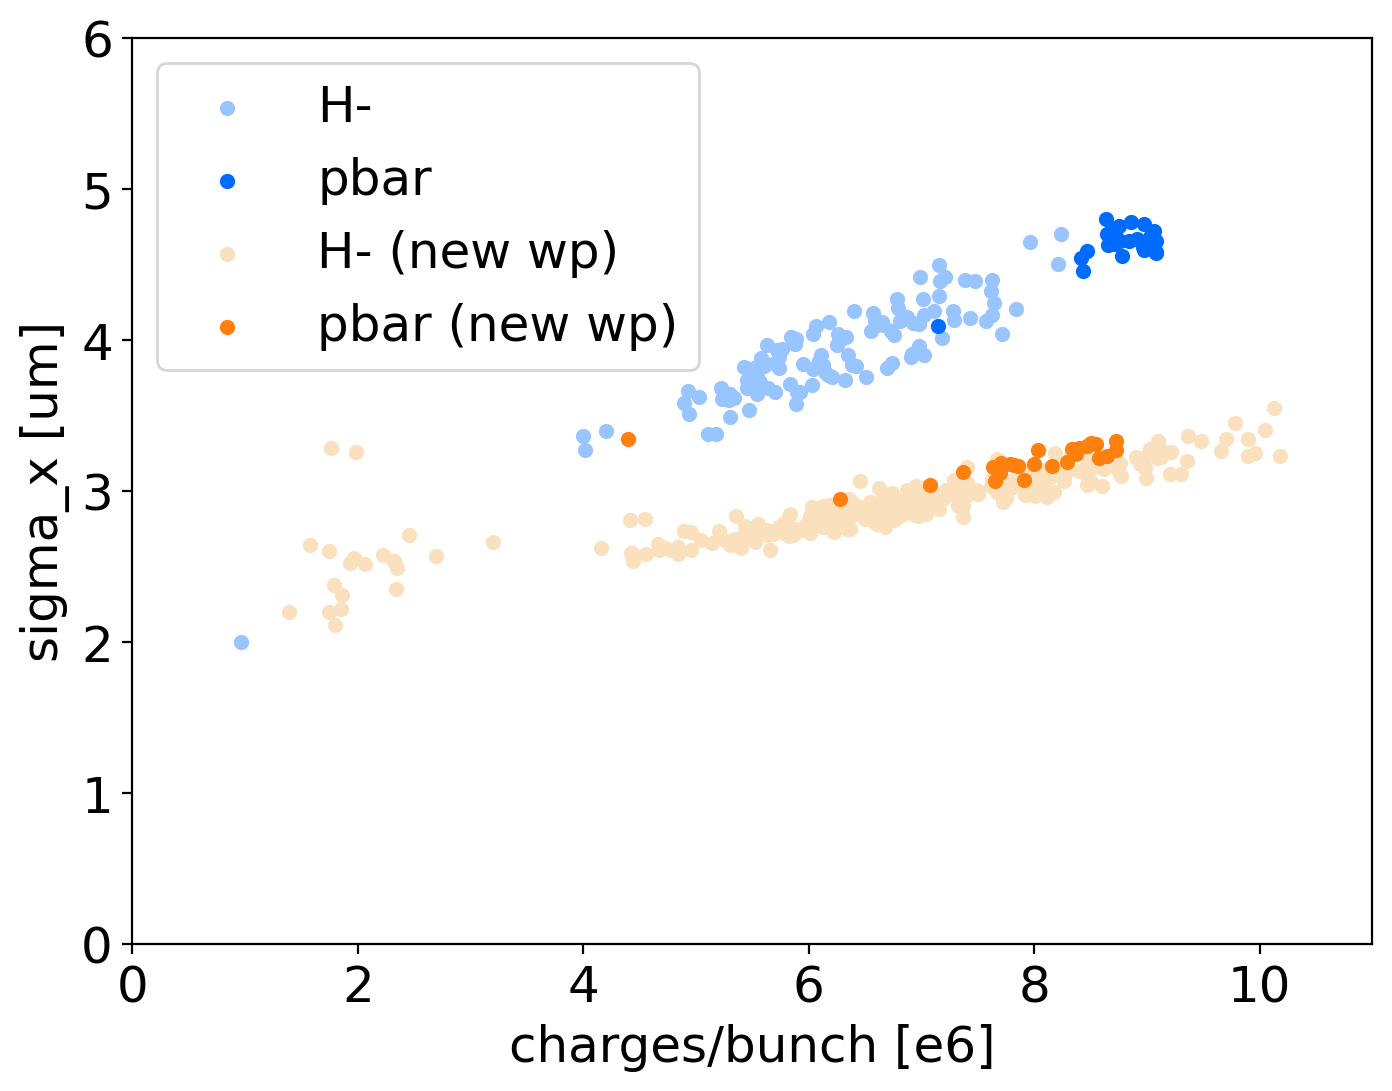 6
5
4
3
2
1
0
sigma_x [um]
H-
pbar
H- (new wp)
pbar (new wp)
0 2 4 6 8 10
charges/bunch [e6]